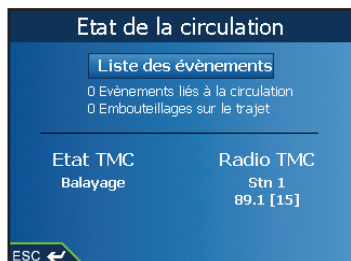 Etat de la circulation
Liste des évènements
0 Evènements liés à la circulation
0 Embouteillages sur le trajet
Etat TMC
Balayage
Radio TMC
Stn 1
89.1 [15]
ESC